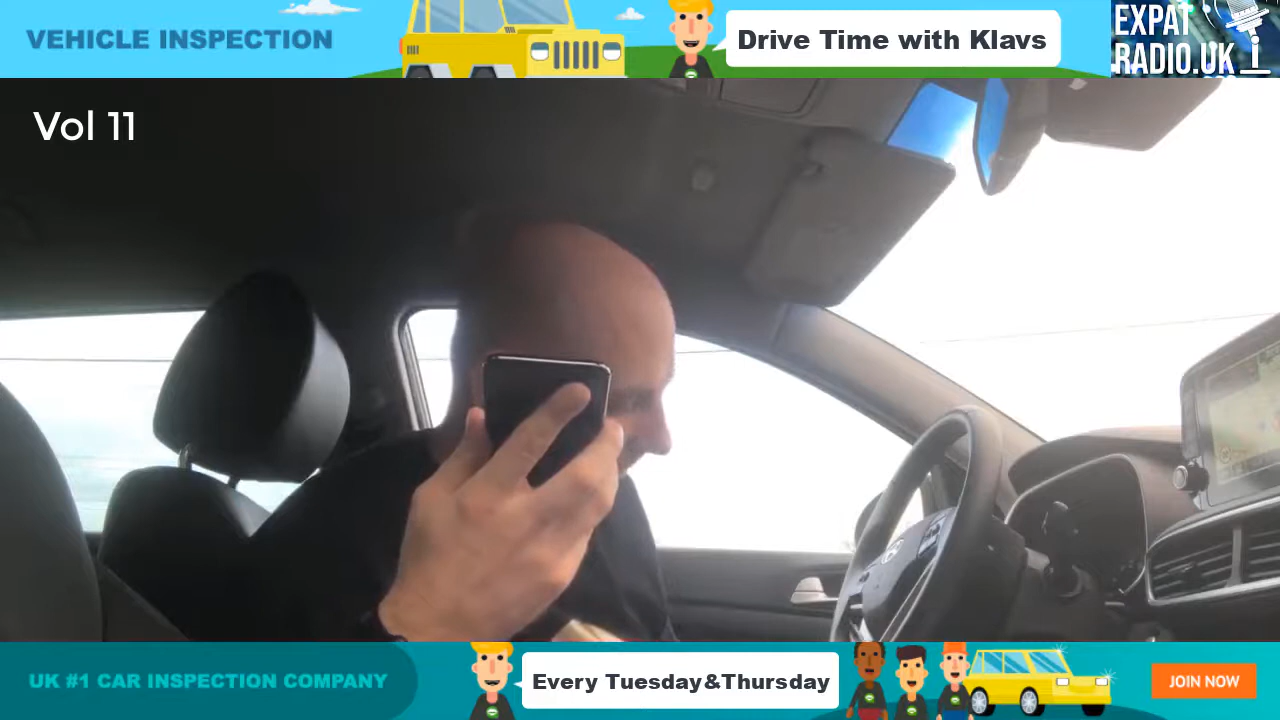 VEHICLE INSPECTION
Drive Time with Klavs
EXPAT
RADIO.UK
Vol 11
UK #1 CAR INSPECTION COMPANY
Every Tuesday&Thursday
JOIN NOW